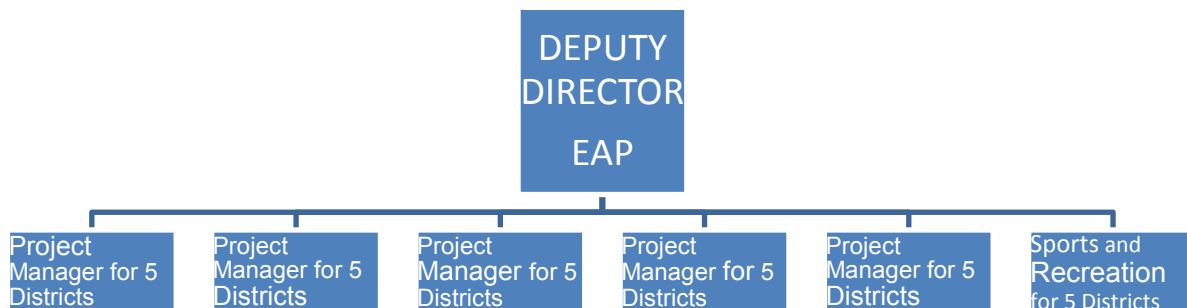 DEPUTY
DIRECTOR
EAP
Project
Manager for 5
Districts
Project
Manager for 5
Districts
Project
Manager for 5
Districts
Project
Manager for 5
Districts
Project
Manager for 5
Districts
Sports and
Recreation
for 5 Districts